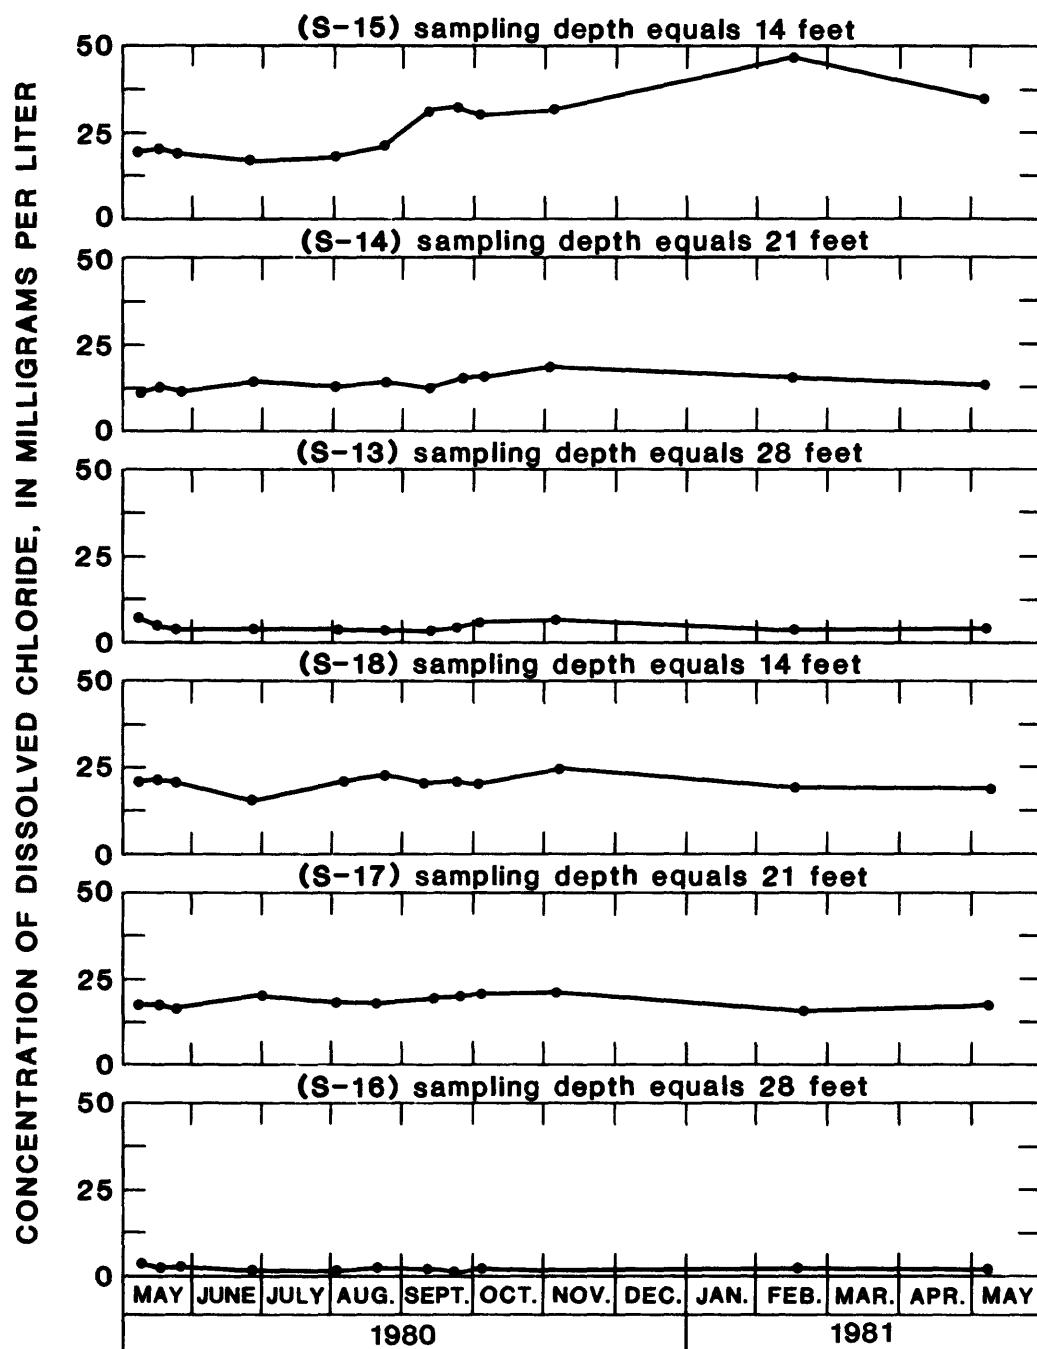 CONCENTRATION OF DISSOLVED CHLORIDE, IN MILLIGRAMS PER LITER
(S-15) sampling depth equals 14 feet
50
25
0
(S-14) sampling depth equals 21 feet
50
25
0
(S-13) sampling depth equals 28 feet
50
25
0
(S-18) sampling depth equals 14 feet
50
25
0
(S-17) sampling depth equals 21 feet
50
25
0
(S-16) sampling depth equals 28 feet
50
25
0
MAY JUNE JULY AUG. SEPT. OCT. NOV. DEC. JAN. FEB. MAR. APR. MAY
1980 1981